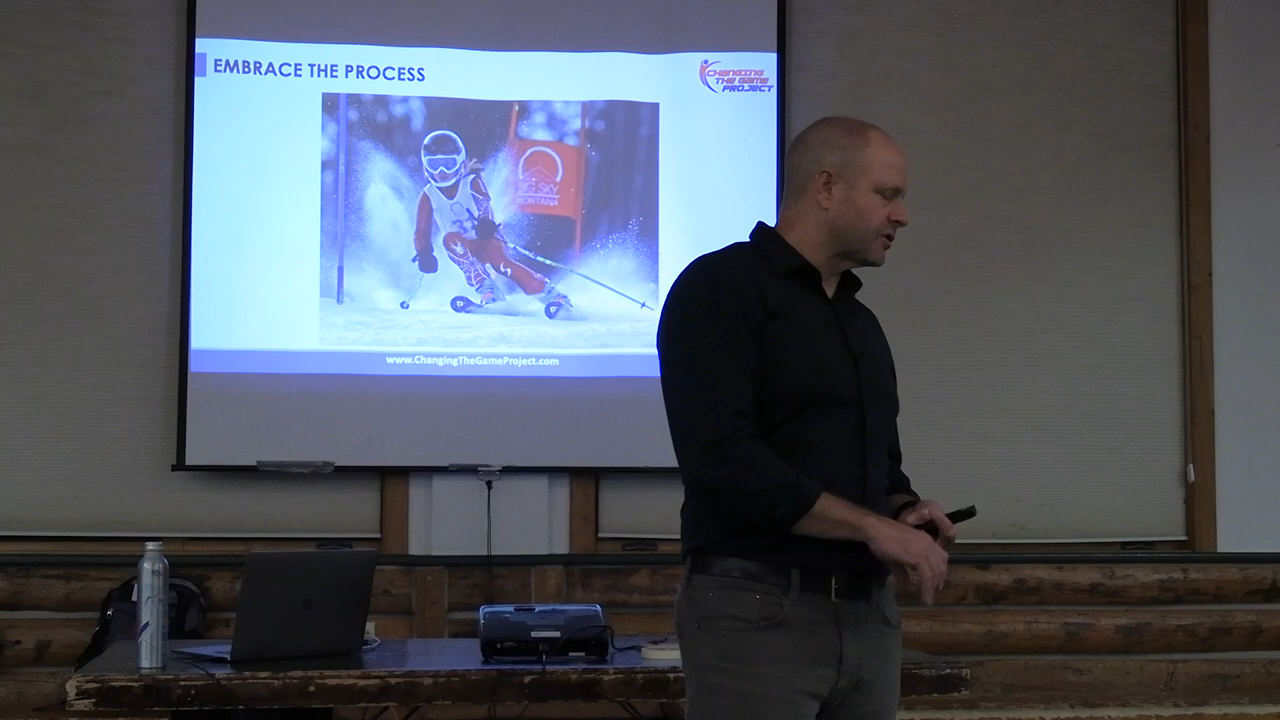 EMBRACE THE PROCESS
CHANGING
THE GAME
PROJECT
BIG SKY
MONTANA
www.ChangingTheGameProject.com